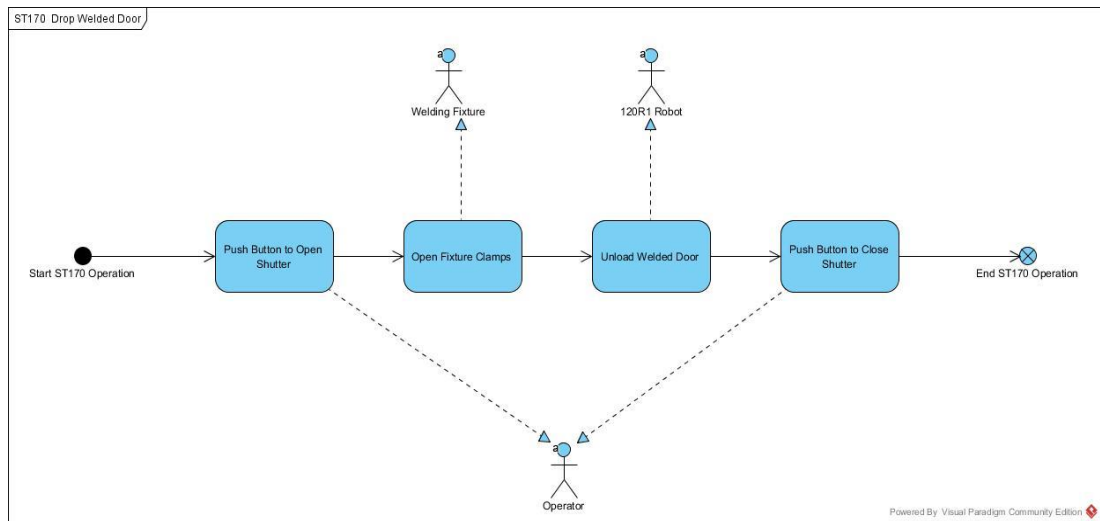 ST170 Drop Welded Door
a
Welding Fixture
a
120R1 Robot
Start ST170 Operation
Push Button to Open
Shutter
Open Fixture Clamps
Unload Welded Door
Push Button to Close
Shutter
End ST170 Operation
a
Operator
Powered By Visual Paradigm Community Edition